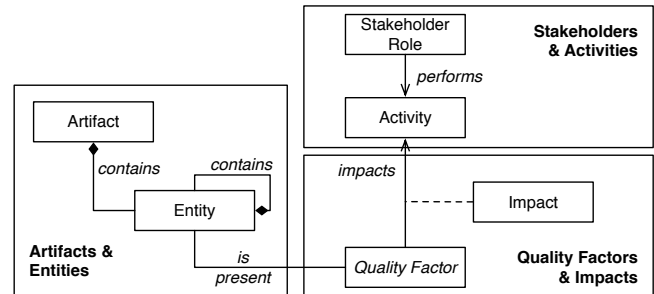 Stakeholder
Role
Stakeholders
& Activities
performs
Activity
Artifact
contains
contains
Entity
Artifacts &
Entities
impacts
Impact
is
present
Quality Factor
Quality Factors
& Impacts